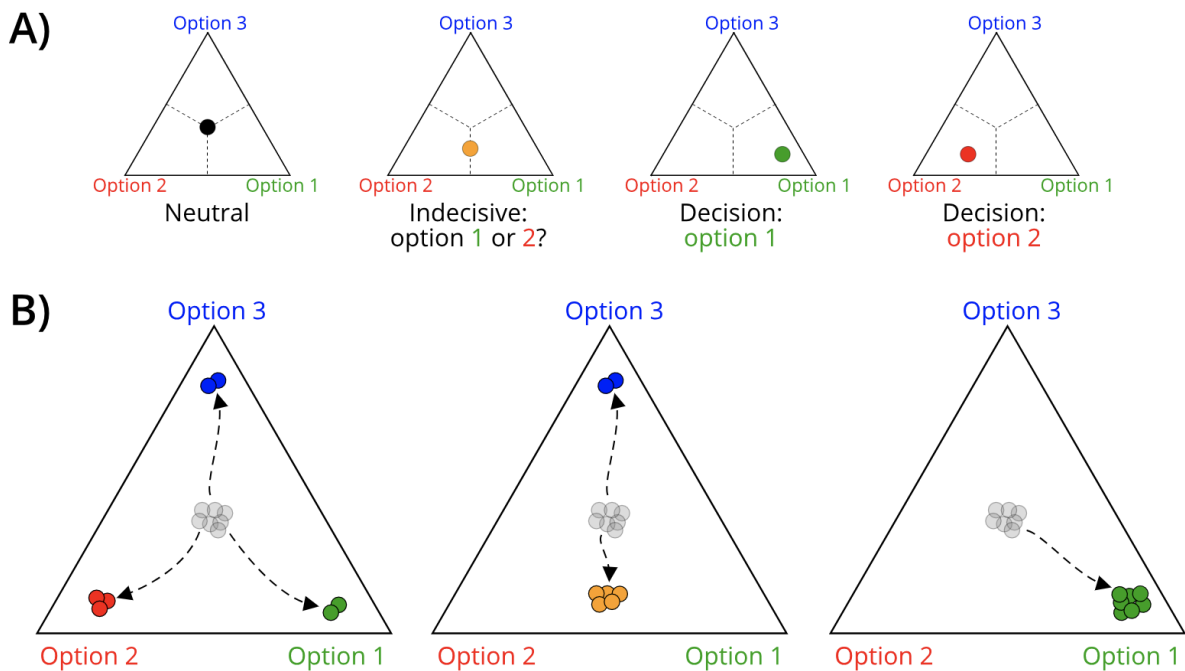 A)
Option 3
Option 2
Option 1
Neutral
Option 3
Option 2
Option 1
Indecisive:
option 1 or 2?
Option 3
Option 2
Option 1
Decision:
option 1
Option 3
Option 2
Option 1
Decision:
option 2
B)
Option 3
Option 2
Option 1
Option 3
Option 2
Option 1
Option 3
Option 2
Option 1